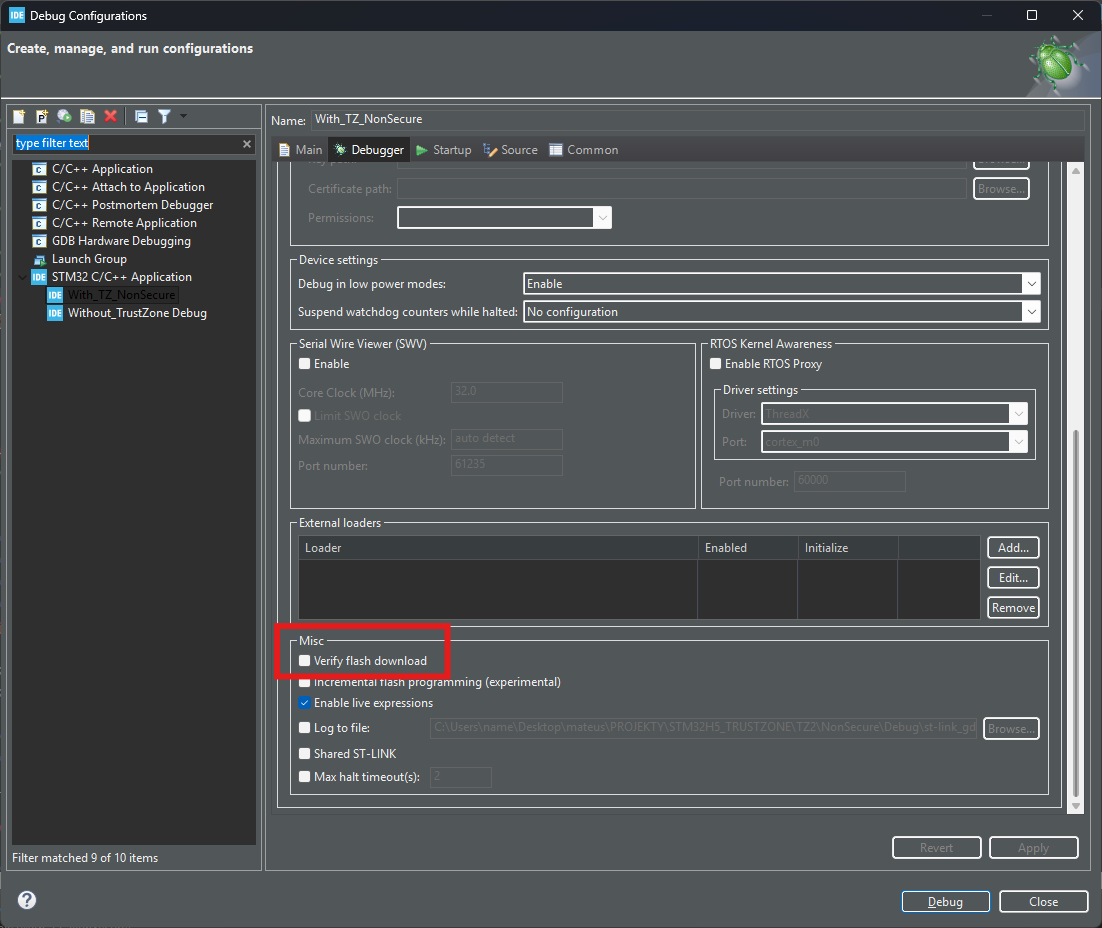 IDE Debug Configurations
Create, manage, and run configurations
type filter text
C/C++ Application
C/C++ Attach to Application
C/C++ Postmortem Debugger
C/C++ Remote Application
GDB Hardware Debugging
Launch Group
IDE STM32 C/C++ Application
IDE With_TZ_NonSecure
IDE Without_TrustZone Debug
Filter matched 9 of 10 items
Name: With_TZ_NonSecure
Main Debugger Startup Source Common
Certificate path: Browse...
Permissions:
Device settings
Debug in low power modes: Enable
Suspend watchdog counters while halted: No configuration
Serial Wire Viewer (SWV)
Enable
Core Clock (MHz): 32.0
Limit SWO clock
Maximum SWO clock (kHz): auto detect
Port number: 61235
RTOS Kernel Awareness
Enable RTOS Proxy
Driver settings
Driver: ThreadX
Port: cortex_m0
Port number: 60000
External loaders
Loader Enabled Initialize
Add...
Edit...
Remove
Misc
Verify flash download
Incremental flash programming (experimental)
Enable live expressions
Log to file: C:\Users\name\Desktop\mateus\PROJEKTY\STM32H5_TRUSTZONE\TZ2\NonSecure\Debug\st-link_gd Browse...
Shared ST-LINK
Max halt timeout(s): 2
Revert Apply
Debug Close